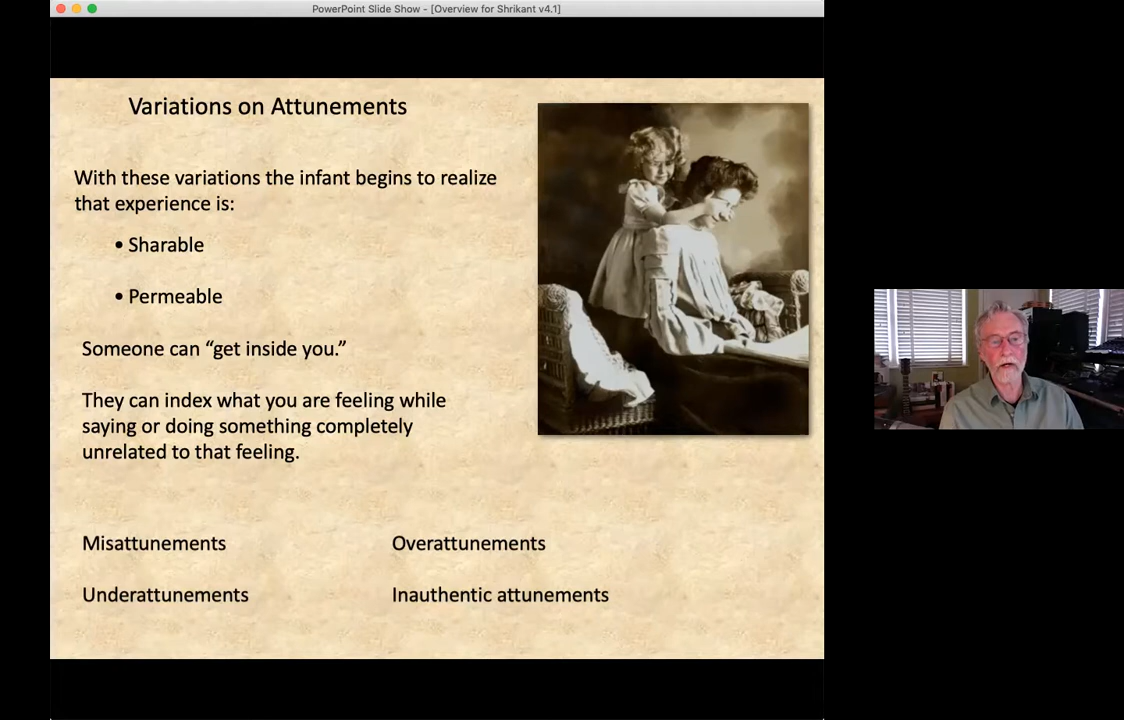 PowerPoint Slide Show - [Overview for Shrikant v4.1]
Variations on Attunements
With these variations the infant begins to realize
that experience is:
• Sharable
• Permeable
Someone can “get inside you.”
They can index what you are feeling while
saying or doing something completely
unrelated to that feeling.
Misattunements
Overattunements
Underattunements
Inauthentic attunements